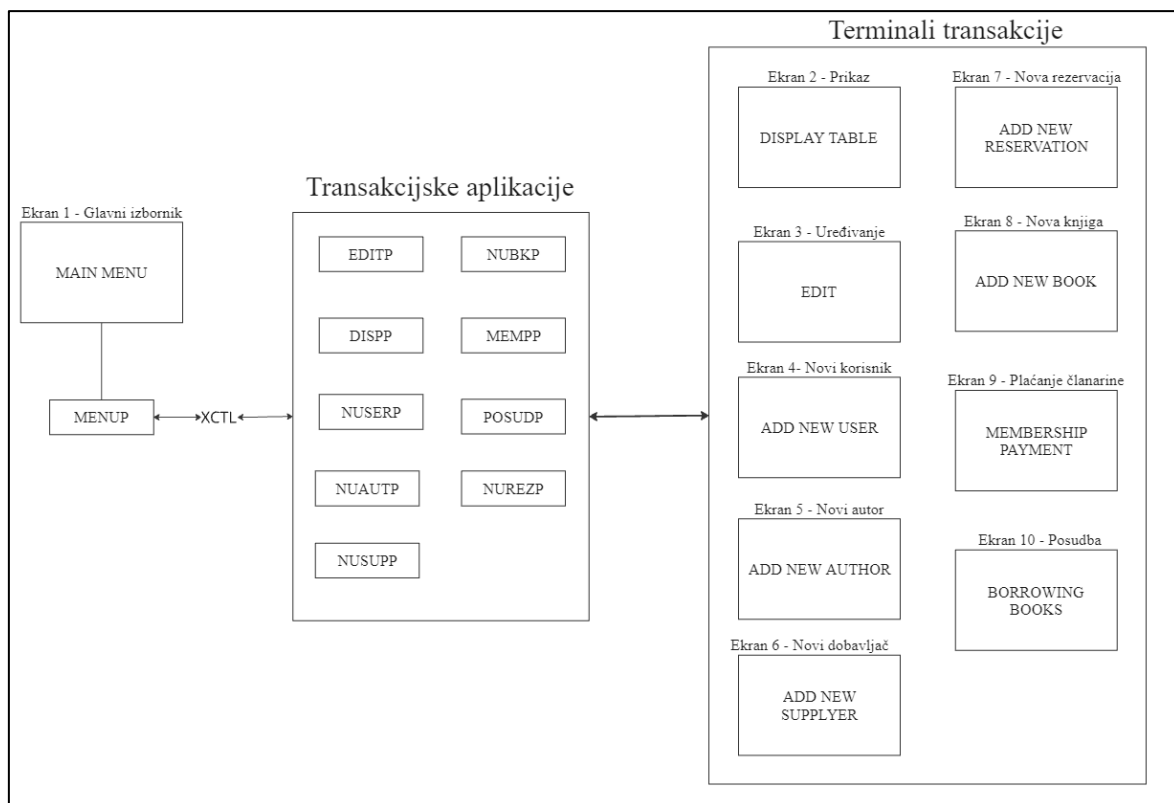 Terminali transakcije
Ekran 2 - Prikaz
DISPLAY TABLE
Ekran 7 - Nova rezervacija
ADD NEW
RESERVATION
Transakcijske aplikacije
Ekran 1 - Glavni izbornik
MAIN MENU
MENUP
XCTL
EDITP
NUBKP
DISPP
MEMPP
NUSERP
POSUDP
NUAUTP
NUREZP
NUSUPP
Ekran 3 - Uređivanje
EDIT
Ekran 8 - Nova knjiga
ADD NEW BOOK
Ekran 4- Novi korisnik
ADD NEW USER
Ekran 9 - Plaćanje članarine
MEMBERSHIP
PAYMENT
Ekran 5 - Novi autor
ADD NEW AUTHOR
Ekran 10 - Posudba
BORROWING
BOOKS
Ekran 6 - Novi dobavljač
ADD NEW
SUPPLYER